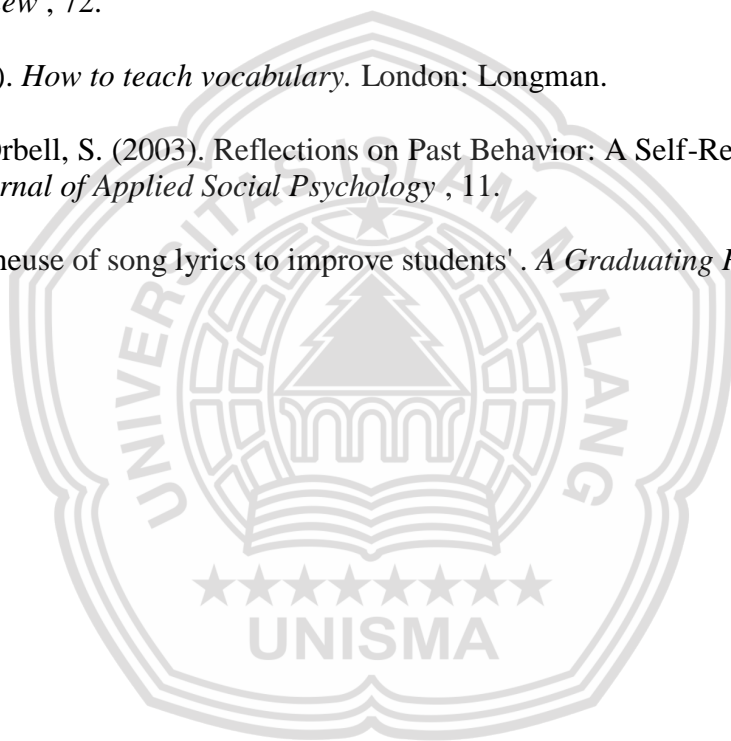 ew , 72.
). How to teach vocabulary. London: Longman.
rbell, S. (2003). Reflections on Past Behavior: A Self-Re
rnal of Applied Social Psychology , 11.
heuse of song lyrics to improve students' . A Graduating
UNIVERSITAS ISLAM MALANG
UNISMA